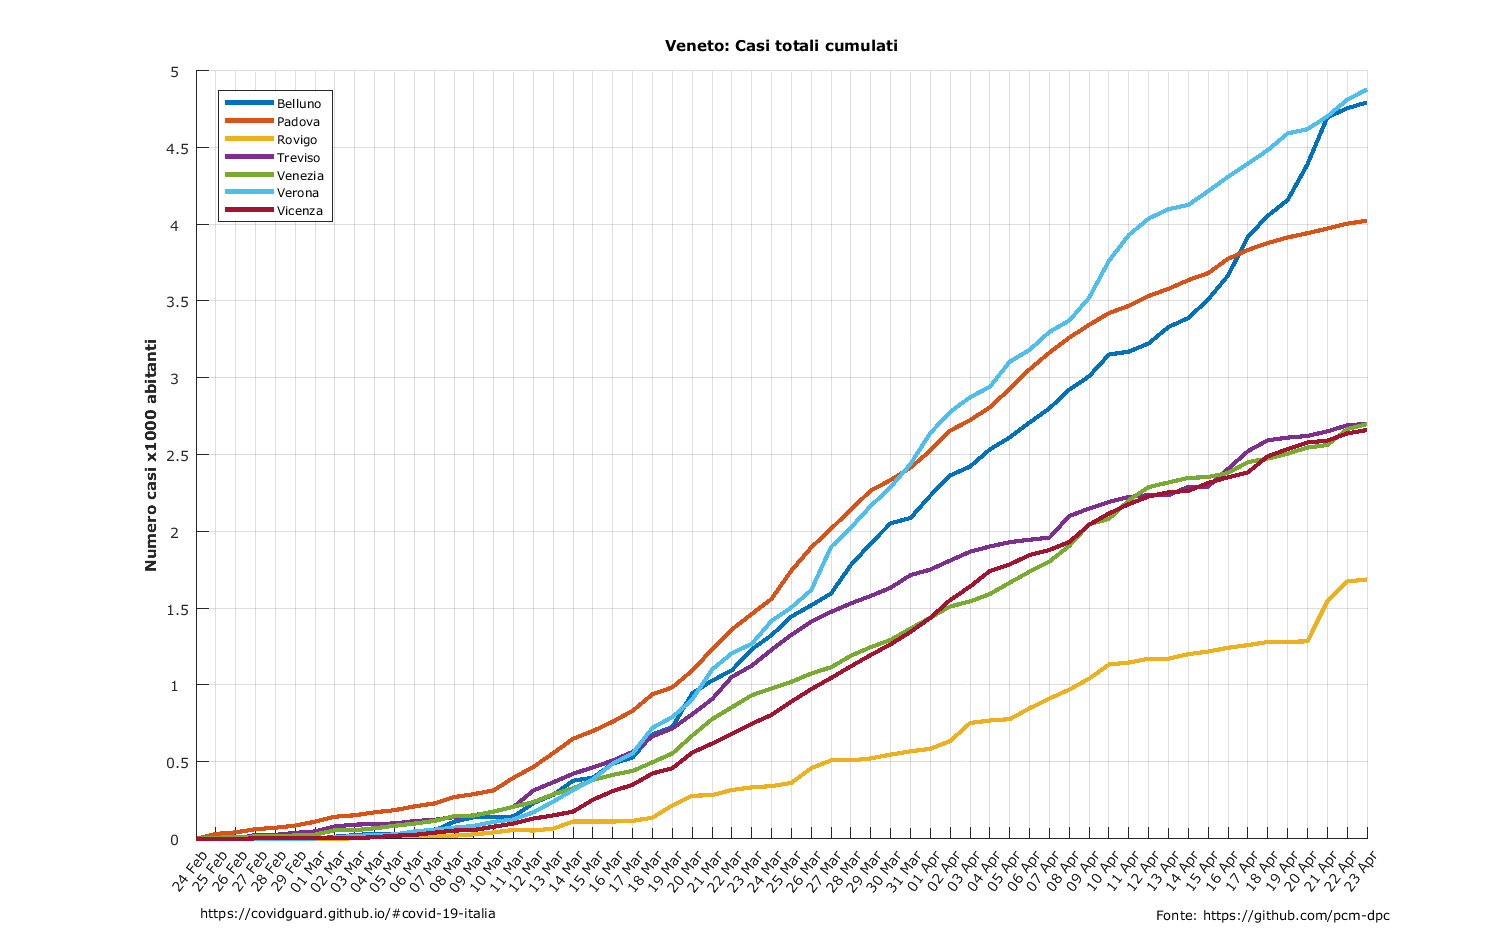 Veneto: Casi totali cumulati
5
4.5
4
3.5
3
2.5
2
1.5
1
0.5
0
Numero casi x1000 abitanti
Belluno
Padova
Rovigo
Treviso
Venezia
Verona
Vicenza
24 Feb
25 Feb
26 Feb
27 Feb
28 Feb
29 Feb
01 Mar
02 Mar
03 Mar
04 Mar
05 Mar
06 Mar
07 Mar
08 Mar
09 Mar
10 Mar
11 Mar
12 Mar
13 Mar
14 Mar
15 Mar
16 Mar
17 Mar
18 Mar
19 Mar
20 Mar
21 Mar
22 Mar
23 Mar
24 Mar
25 Mar
26 Mar
27 Mar
28 Mar
29 Mar
30 Mar
31 Mar
01 Apr
02 Apr
03 Apr
04 Apr
05 Apr
06 Apr
07 Apr
08 Apr
09 Apr
10 Apr
11 Apr
12 Apr
13 Apr
14 Apr
15 Apr
16 Apr
17 Apr
18 Apr
19 Apr
20 Apr
21 Apr
22 Apr
23 Apr
https://covidguard.github.io/#covid-19-italia
Fonte: https://github.com/pcm-dpc